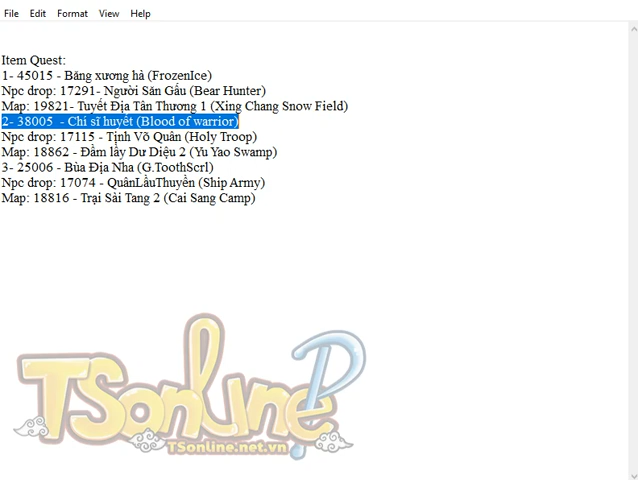 File Edit Format View Help
Item Quest:
1- 45015 - Băng xương hà (FrozenIce)
Npc drop: 17291- Người Săn Gấu (Bear Hunter)
Map: 19821- Tuyết Địa Tân Thương 1 (Xing Chang Snow Field)
2- 38005 - Chí sĩ huyết (Blood of warrior)
Npc drop: 17115 - Tịnh Võ Quân (Holy Troop)
Map: 18862 - Đầm lầy Dư Diệu 2 (Yu Yao Swamp)
3- 25006 - Bùa Địa Nha (G.ToothScrl)
Npc drop: 17074 - QuânLầuThuyền (Ship Army)
Map: 18816 - Trại Sài Tang 2 (Cai Sang Camp)
TSonline P
TSonline.net.vn